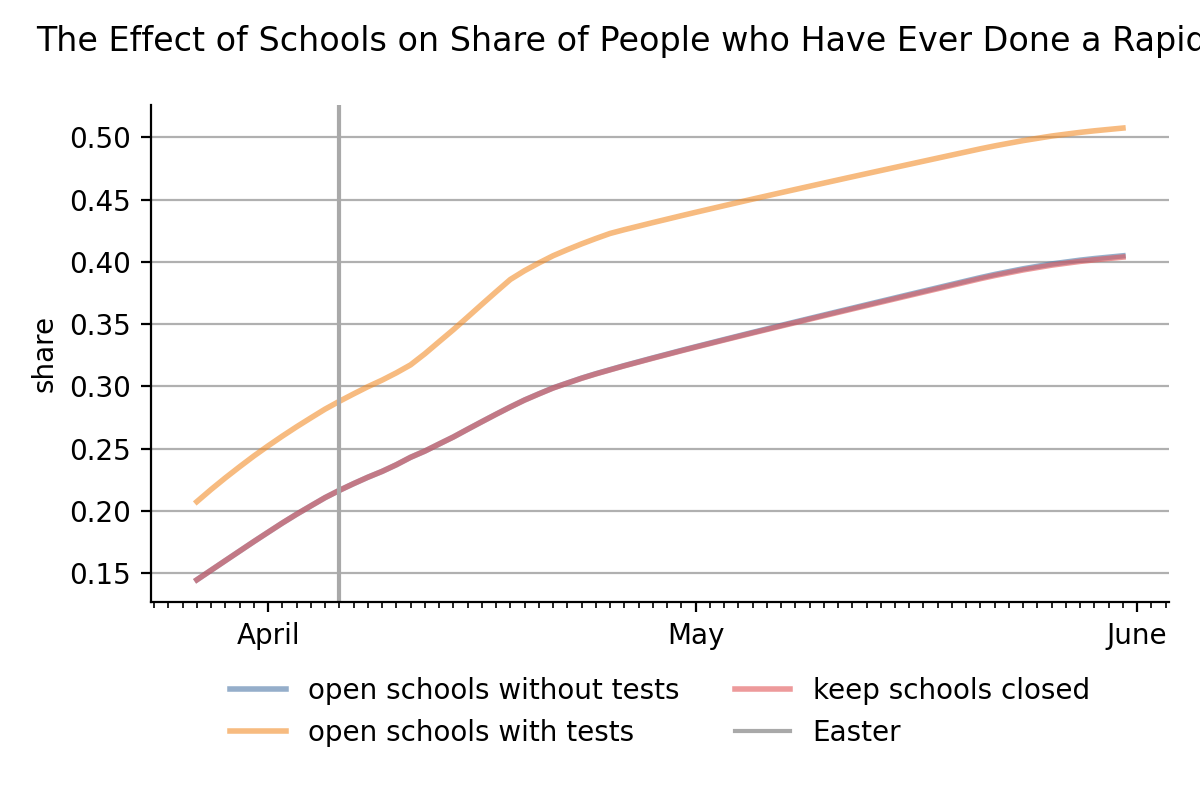 The Effect of Schools on Share of People who Have Ever Done a Rapid
share
0.50
0.45
0.40
0.35
0.30
0.25
0.20
0.15
April May June
open schools without tests keep schools closed
open schools with tests Easter